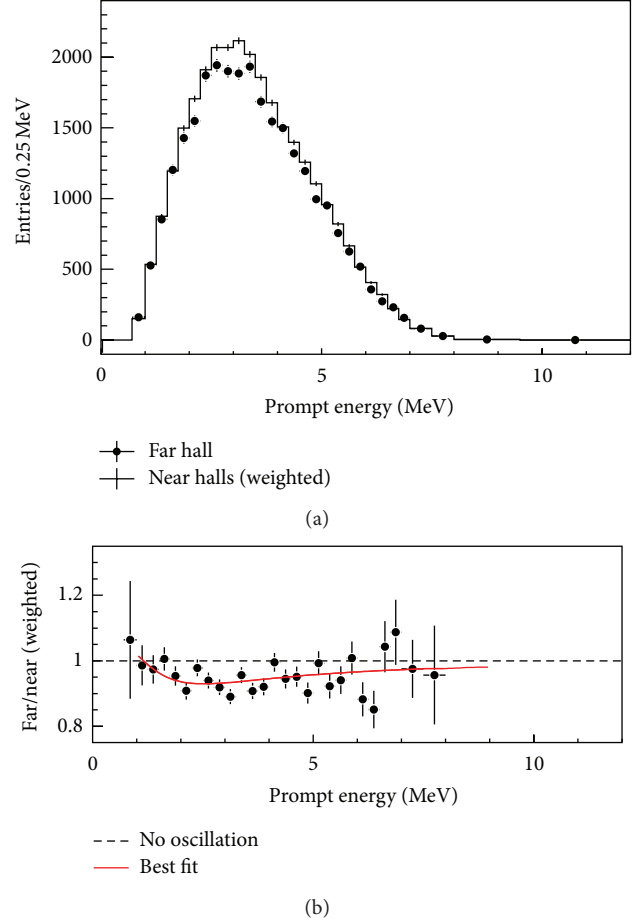 2000
1500
1000
500
0
Entries/0.25 MeV
0 5 10
Prompt energy (MeV)
Far hall
Near halls (weighted)
(a)
1.2
1
0.8
Far/near (weighted)
0 5 10
Prompt energy (MeV)
No oscillation
Best fit
(b)